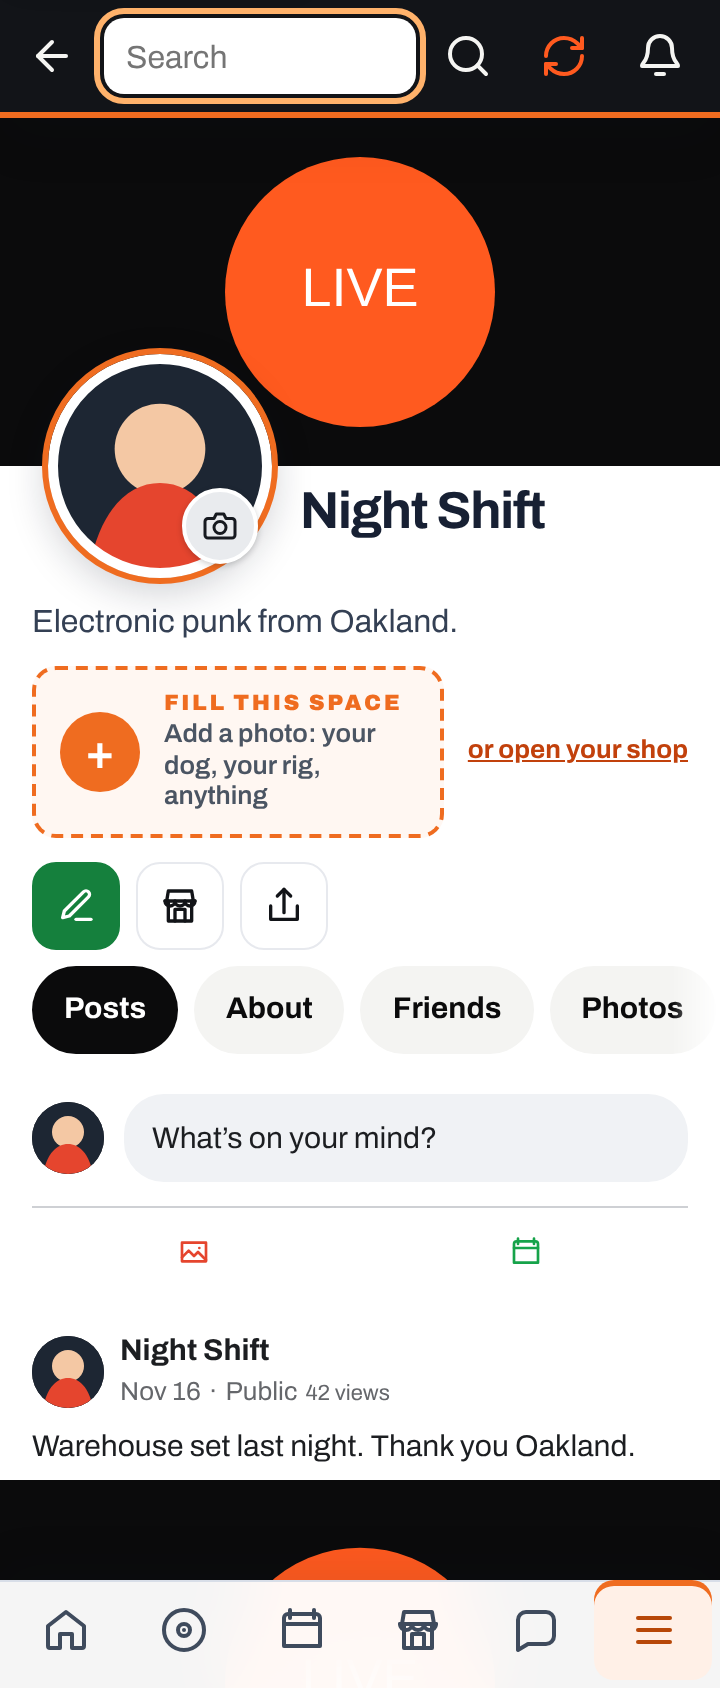 Search
LIVE
Night Shift
Electronic punk from Oakland.
FILL THIS SPACE
Add a photo: your
dog, your rig,
anything
or open your shop
Posts
About
Friends
Photos
What’s on your mind?
Night Shift
Nov 16 · Public 42 views
Warehouse set last night. Thank you Oakland.
LIVE